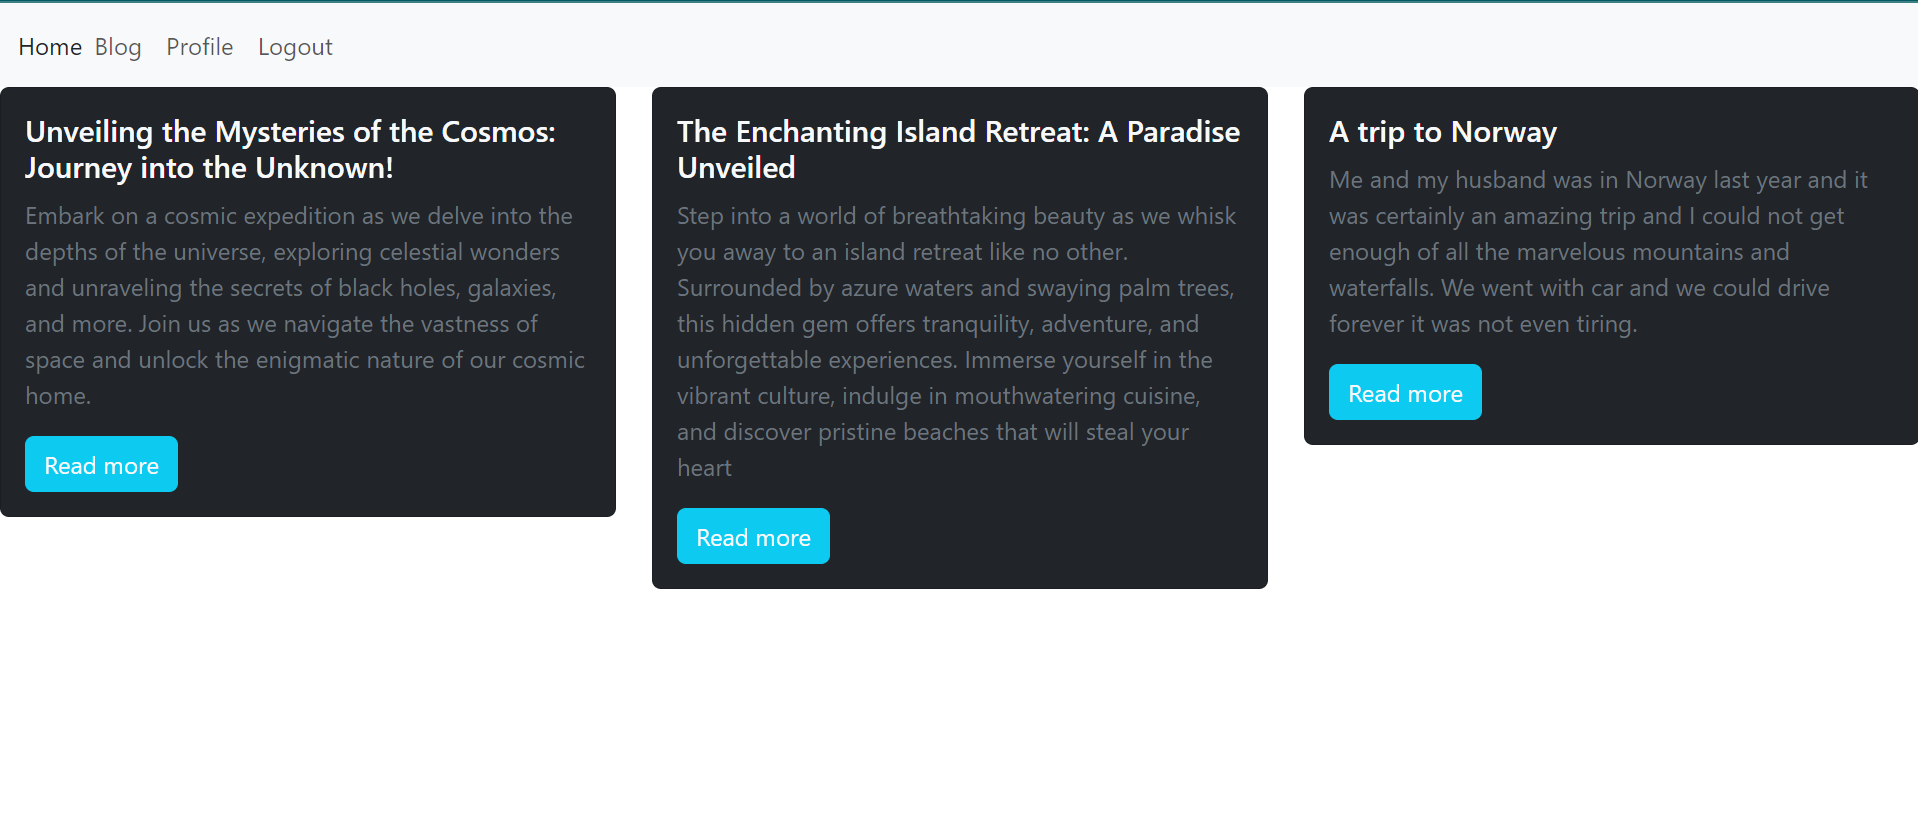 Home Blog Profile Logout
Unveiling the Mysteries of the Cosmos:
Journey into the Unknown!
Embark on a cosmic expedition as we delve into the
depths of the universe, exploring celestial wonders
and unraveling the secrets of black holes, galaxies,
and more. Join us as we navigate the vastness of
space and unlock the enigmatic nature of our cosmic
home.
Read more
The Enchanting Island Retreat: A Paradise
Unveiled
Step into a world of breathtaking beauty as we whisk
you away to an island retreat like no other.
Surrounded by azure waters and swaying palm trees,
this hidden gem offers tranquility, adventure, and
unforgettable experiences. Immerse yourself in the
vibrant culture, indulge in mouthwatering cuisine,
and discover pristine beaches that will steal your
heart
Read more
A trip to Norway
Me and my husband was in Norway last year and it
was certainly an amazing trip and I could not get
enough of all the marvelous mountains and
waterfalls. We went with car and we could drive
forever it was not even tiring.
Read more